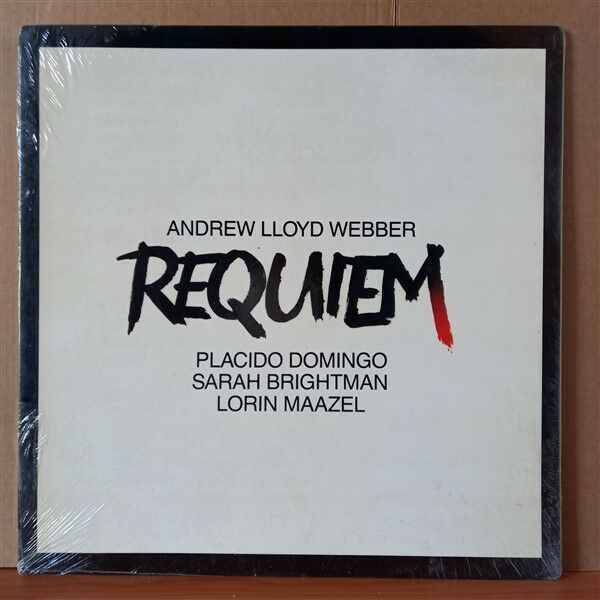 ANDREW LLOYD WEBBER
REQUIEM
PLACIDO DOMINGO
SARAH BRIGHTMAN
LORIN MAAZEL